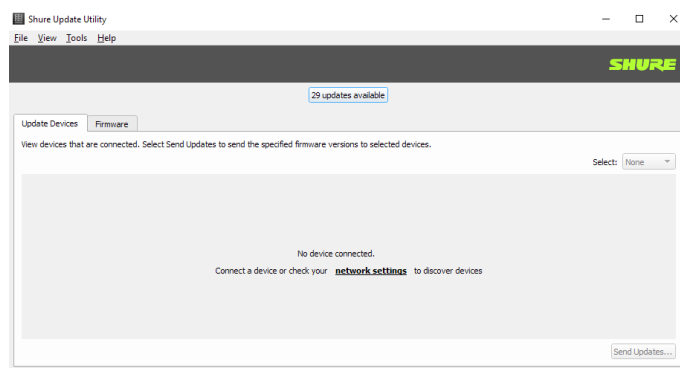 Shure Update Utility
File View Tools Help
SHURE
29 updates available
Update Devices Firmware
View devices that are connected. Select Send Updates to send the specified firmware versions to selected devices.
Select: None
No device connected.
Connect a device or check your network settings to discover devices
Send Updates...